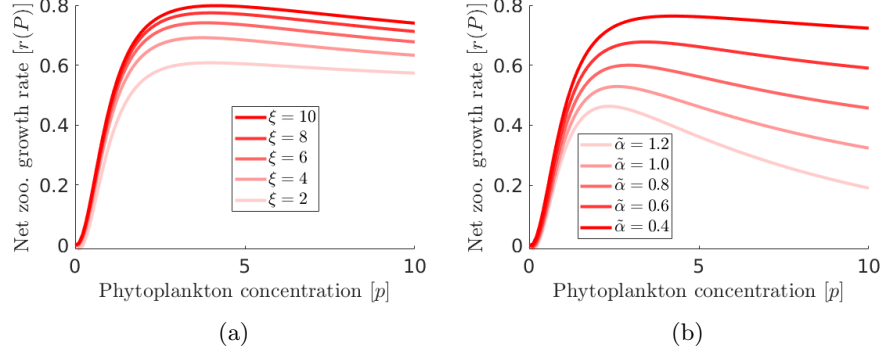 Net zoo. growth rate [r(P)]
0.8
0.6
0.4
0.2
0
ξ = 10
ξ = 8
ξ = 6
ξ = 4
ξ = 2
0 5 10
Phytoplankton concentration [p]
(a)
Net zoo. growth rate [r(P)]
0.8
0.6
0.4
0.2
0
α̃ = 1.2
α̃ = 1.0
α̃ = 0.8
α̃ = 0.6
α̃ = 0.4
0 5 10
Phytoplankton concentration [p]
(b)